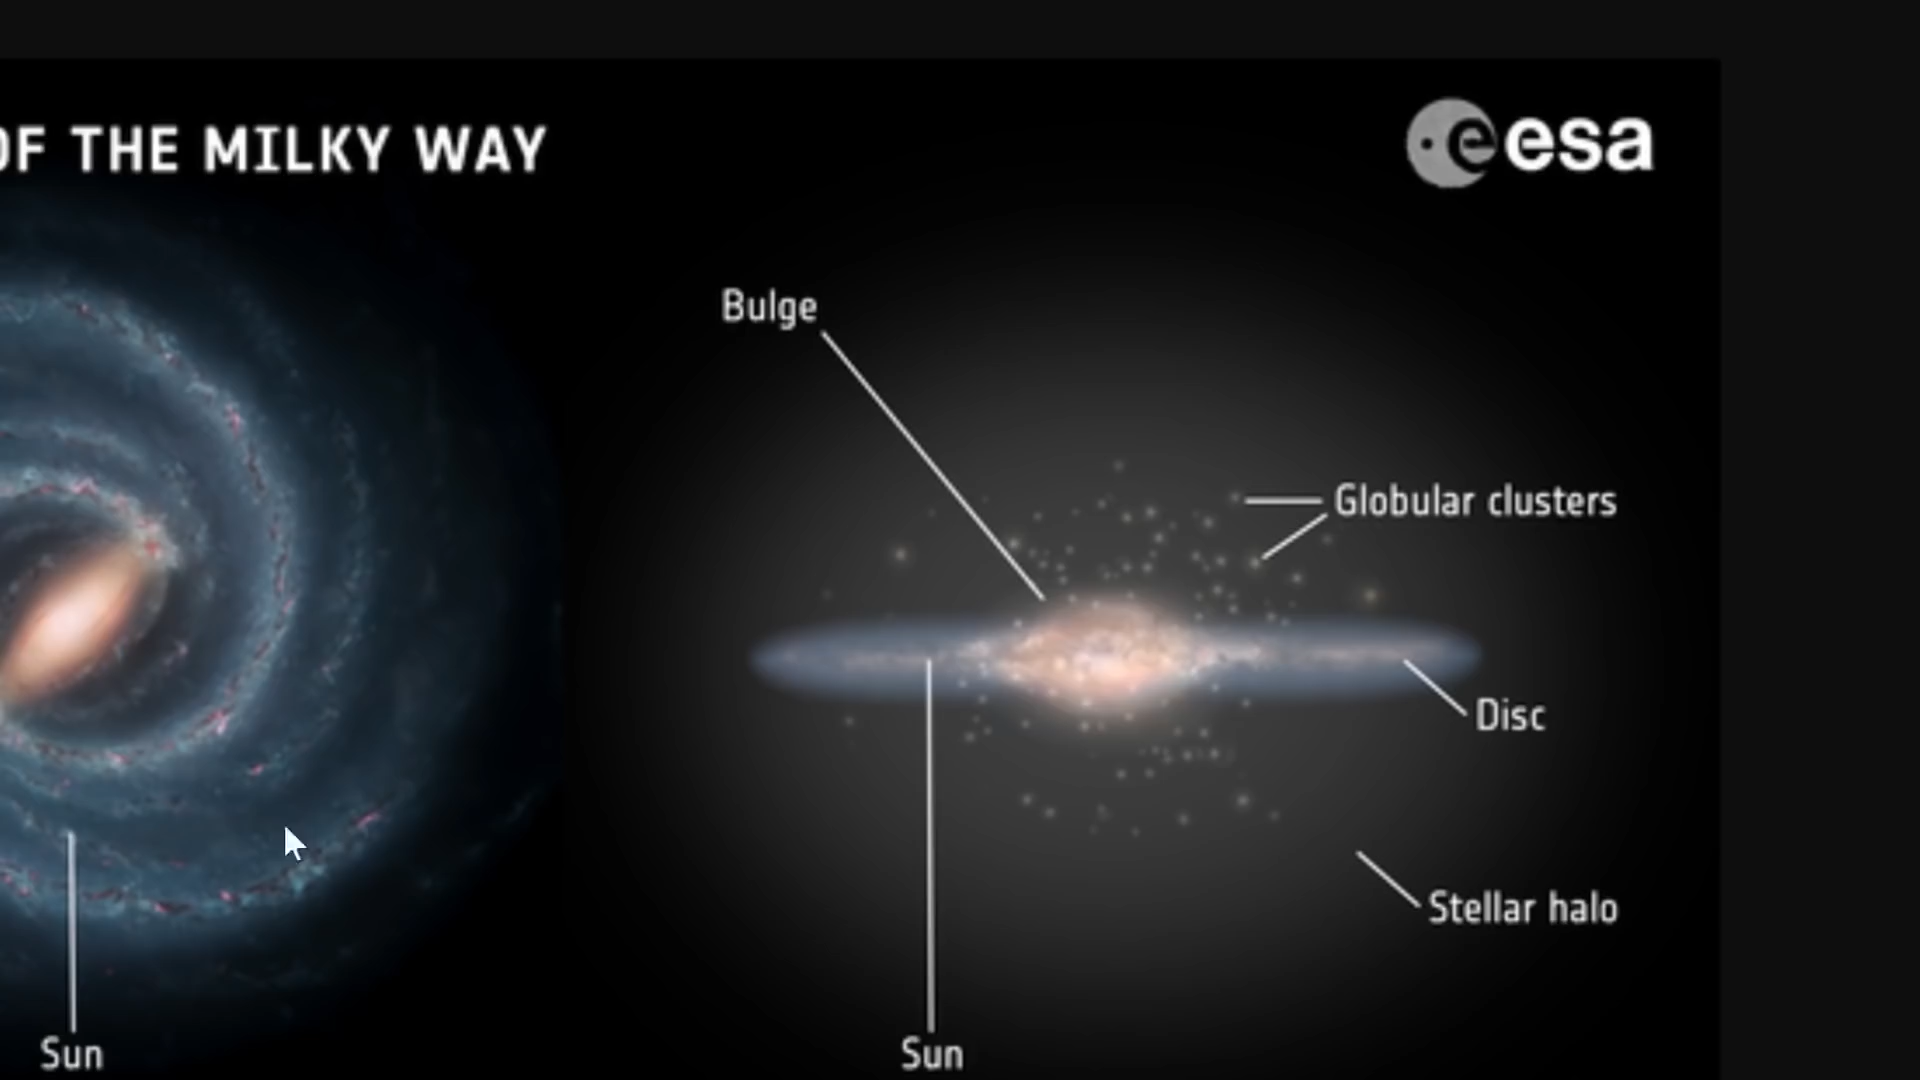 OF THE MILKY WAY
esa
Bulge
Globular clusters
Disc
Stellar halo
Sun
Sun